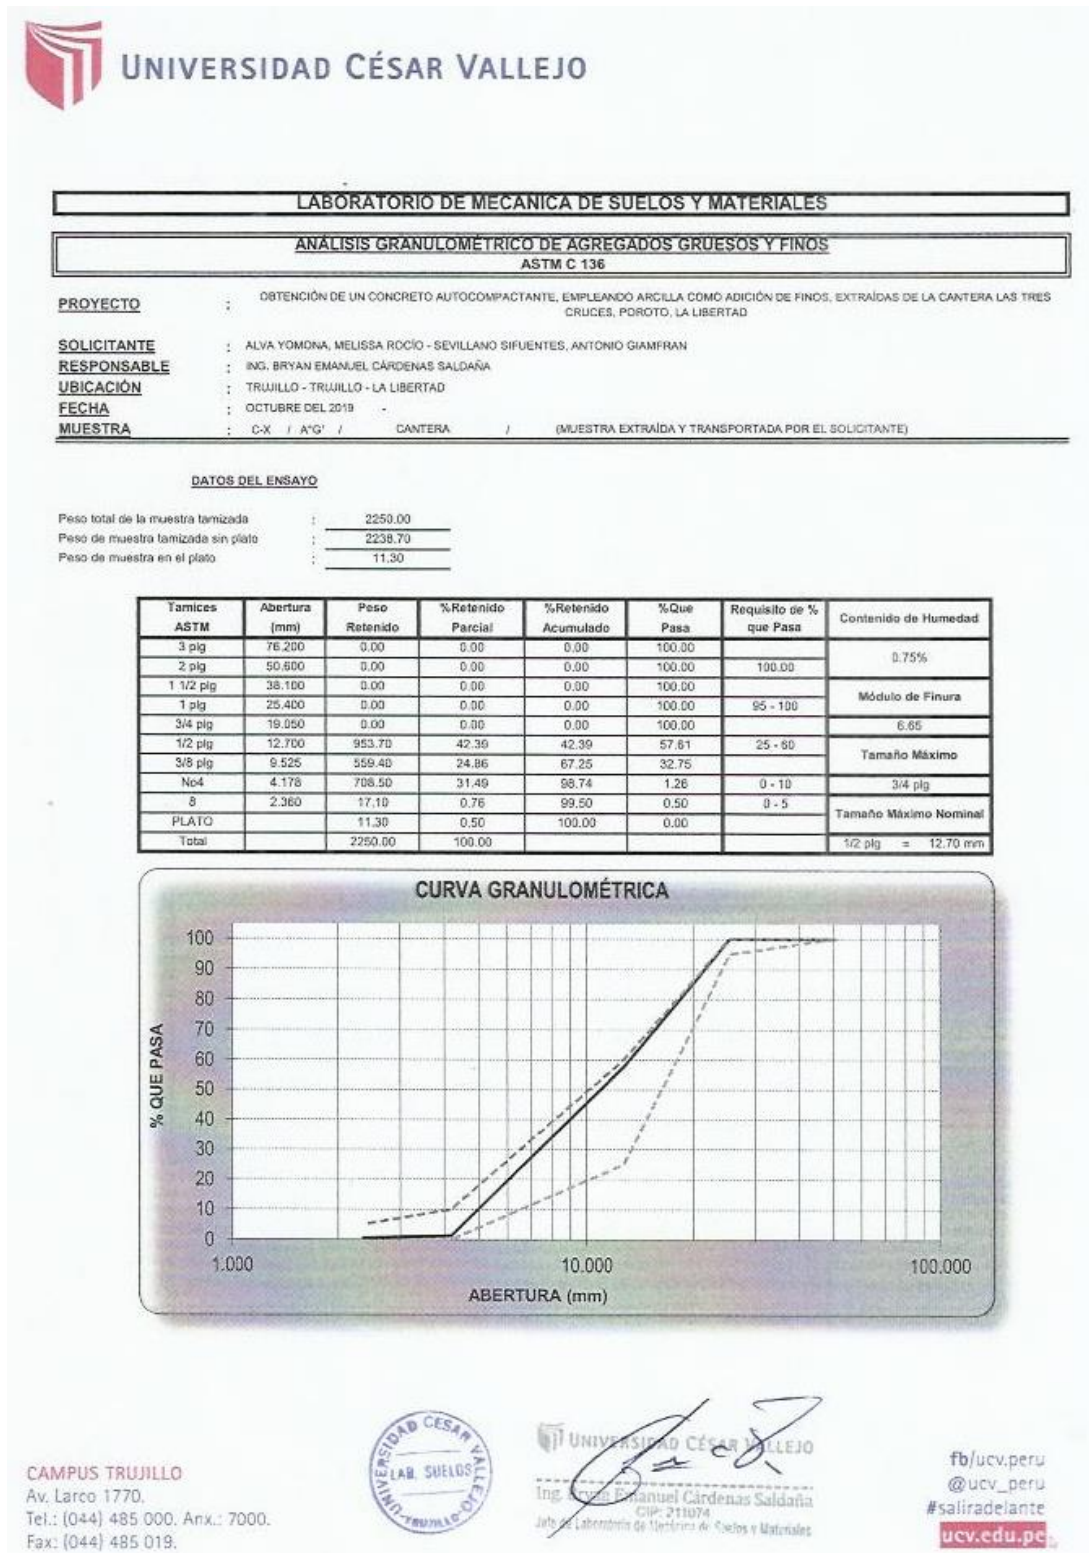 UNIVERSIDAD CÉSAR VALLEJO
LABORATORIO DE MECANICA DE SUELOS Y MATERIALES
ANÁLISIS GRANULOMÉTRICO DE AGREGADOS GRUESOS Y FINOS
ASTM C 136
PROYECTO : OBTENCIÓN DE UN CONCRETO AUTOCOMPACTANTE, EMPLEANDO ARCILLA COMO ADICIÓN DE FINOS, EXTRAÍDAS DE LA CANTERA LAS TRES
CRUCES, POROTO, LA LIBERTAD
SOLICITANTE : ALVA YOMONA, MELISSA ROCÍO - SEVILLANO SIFUENTES, ANTONIO GIAMFRAN
RESPONSABLE : ING. BRYAN EMANUEL CÁRDENAS SALDAÑA
UBICACIÓN : TRUJILLO - TRUJILLO - LA LIBERTAD
FECHA : OCTUBRE DEL 2019 -
MUESTRA : C-X / A°G° / CANTERA / (MUESTRA EXTRAÍDA Y TRANSPORTADA POR EL SOLICITANTE)
DATOS DEL ENSAYO
Peso total de la muestra tamizada : 2250.00
Peso de muestra tamizada sin plato : 2238.70
Peso de muestra en el plato : 11.30
Tamices ASTM Abertura (mm) Peso Retenido %Retenido Parcial %Retenido Acumulado %Que Pasa Requisito de % que Pasa Contenido de Humedad
3 plg 76.200 0.00 0.00 0.00 100.00 0.75%
2 plg 50.600 0.00 0.00 0.00 100.00 100.00
1 1/2 plg 38.100 0.00 0.00 0.00 100.00 Módulo de Finura
1 plg 25.400 0.00 0.00 0.00 100.00 95 - 100
3/4 plg 19.050 0.00 0.00 0.00 100.00 6.65
1/2 plg 12.700 953.70 42.39 42.39 57.61 25 - 60 Tamaño Máximo
3/8 plg 9.525 559.40 24.86 67.25 32.75
No4 4.178 708.50 31.49 98.74 1.26 0 - 10 3/4 plg
8 2.360 17.10 0.76 99.50 0.50 0 - 5 Tamaño Máximo Nominal
PLATO 11.30 0.50 100.00 0.00
Total 2250.00 100.00 1/2 plg = 12.70 mm
CURVA GRANULOMÉTRICA
% QUE PASA
100
90
80
70
60
50
40
30
20
10
0
1.000 10.000 100.000
ABERTURA (mm)
UNIVERSIDAD CESAR VALLEJO
LAB. SUELOS
-TRUJILLO-
UNIVERSIDAD CÉSAR VALLEJO
Ing. Bryan Emanuel Cárdenas Saldaña
CIP: 211074
Jefe de Laboratorio de Mecánica de Suelos y Materiales
CAMPUS TRUJILLO
Av. Larco 1770.
Tel.: (044) 485 000. Anx.: 7000.
Fax: (044) 485 019.
fb/ucv.peru
@ucv_peru
#saliradelante
ucv.edu.pe